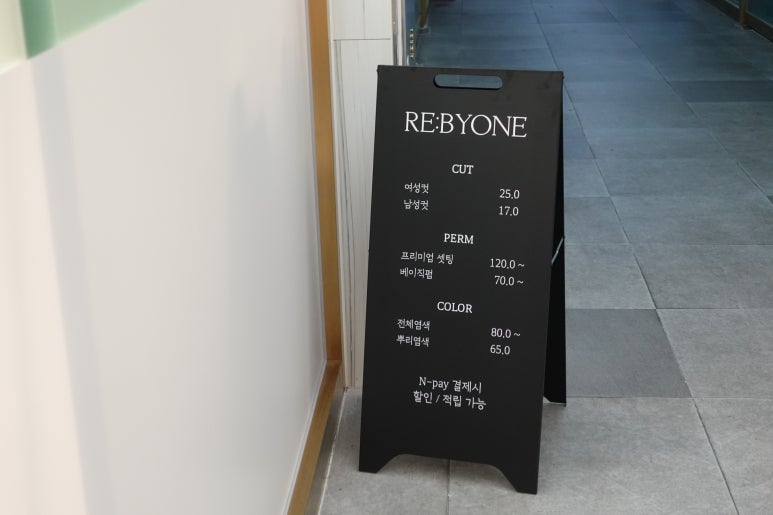 RE:BYONE
CUT
여성컷 25.0
남성컷 17.0
PERM
프리미엄 셋팅 120.0 ~
베이직펌 70.0 ~
COLOR
전체염색 80.0 ~
뿌리염색 65.0
N-pay 결제시
할인 / 적립 가능